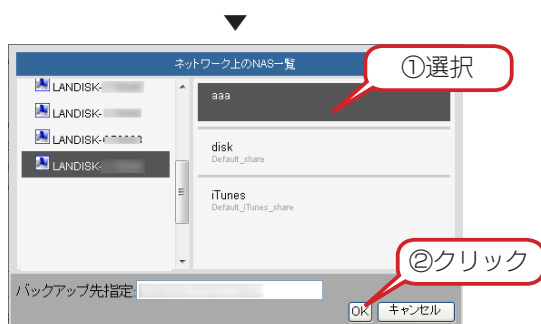 ▼
ネットワーク上のNAS一覧
①選択
LANDISK-
LANDISK-
LANDISK-
LANDISK-
aaa
disk
Default_share
iTunes
Default_iTunes_share
②クリック
バックアップ先指定:
OK
キャンセル